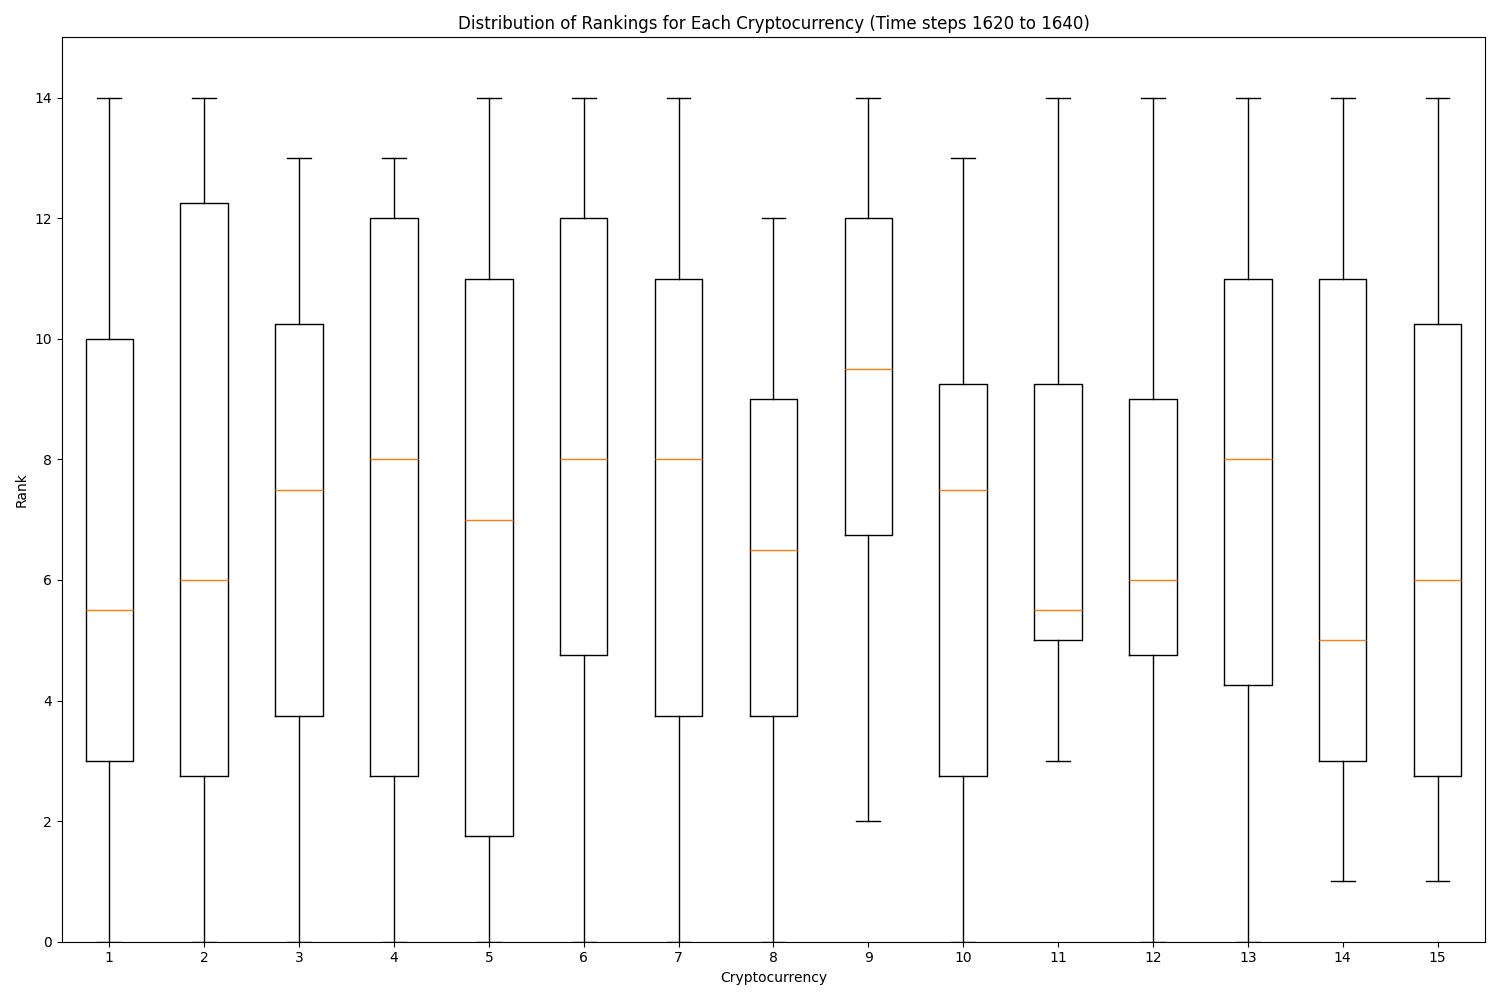 Distribution of Rankings for Each Cryptocurrency (Time steps 1620 to 1640)
Rank
14
12
10
8
6
4
2
0
1 2 3 4 5 6 7 8 9 10 11 12 13 14 15
Cryptocurrency